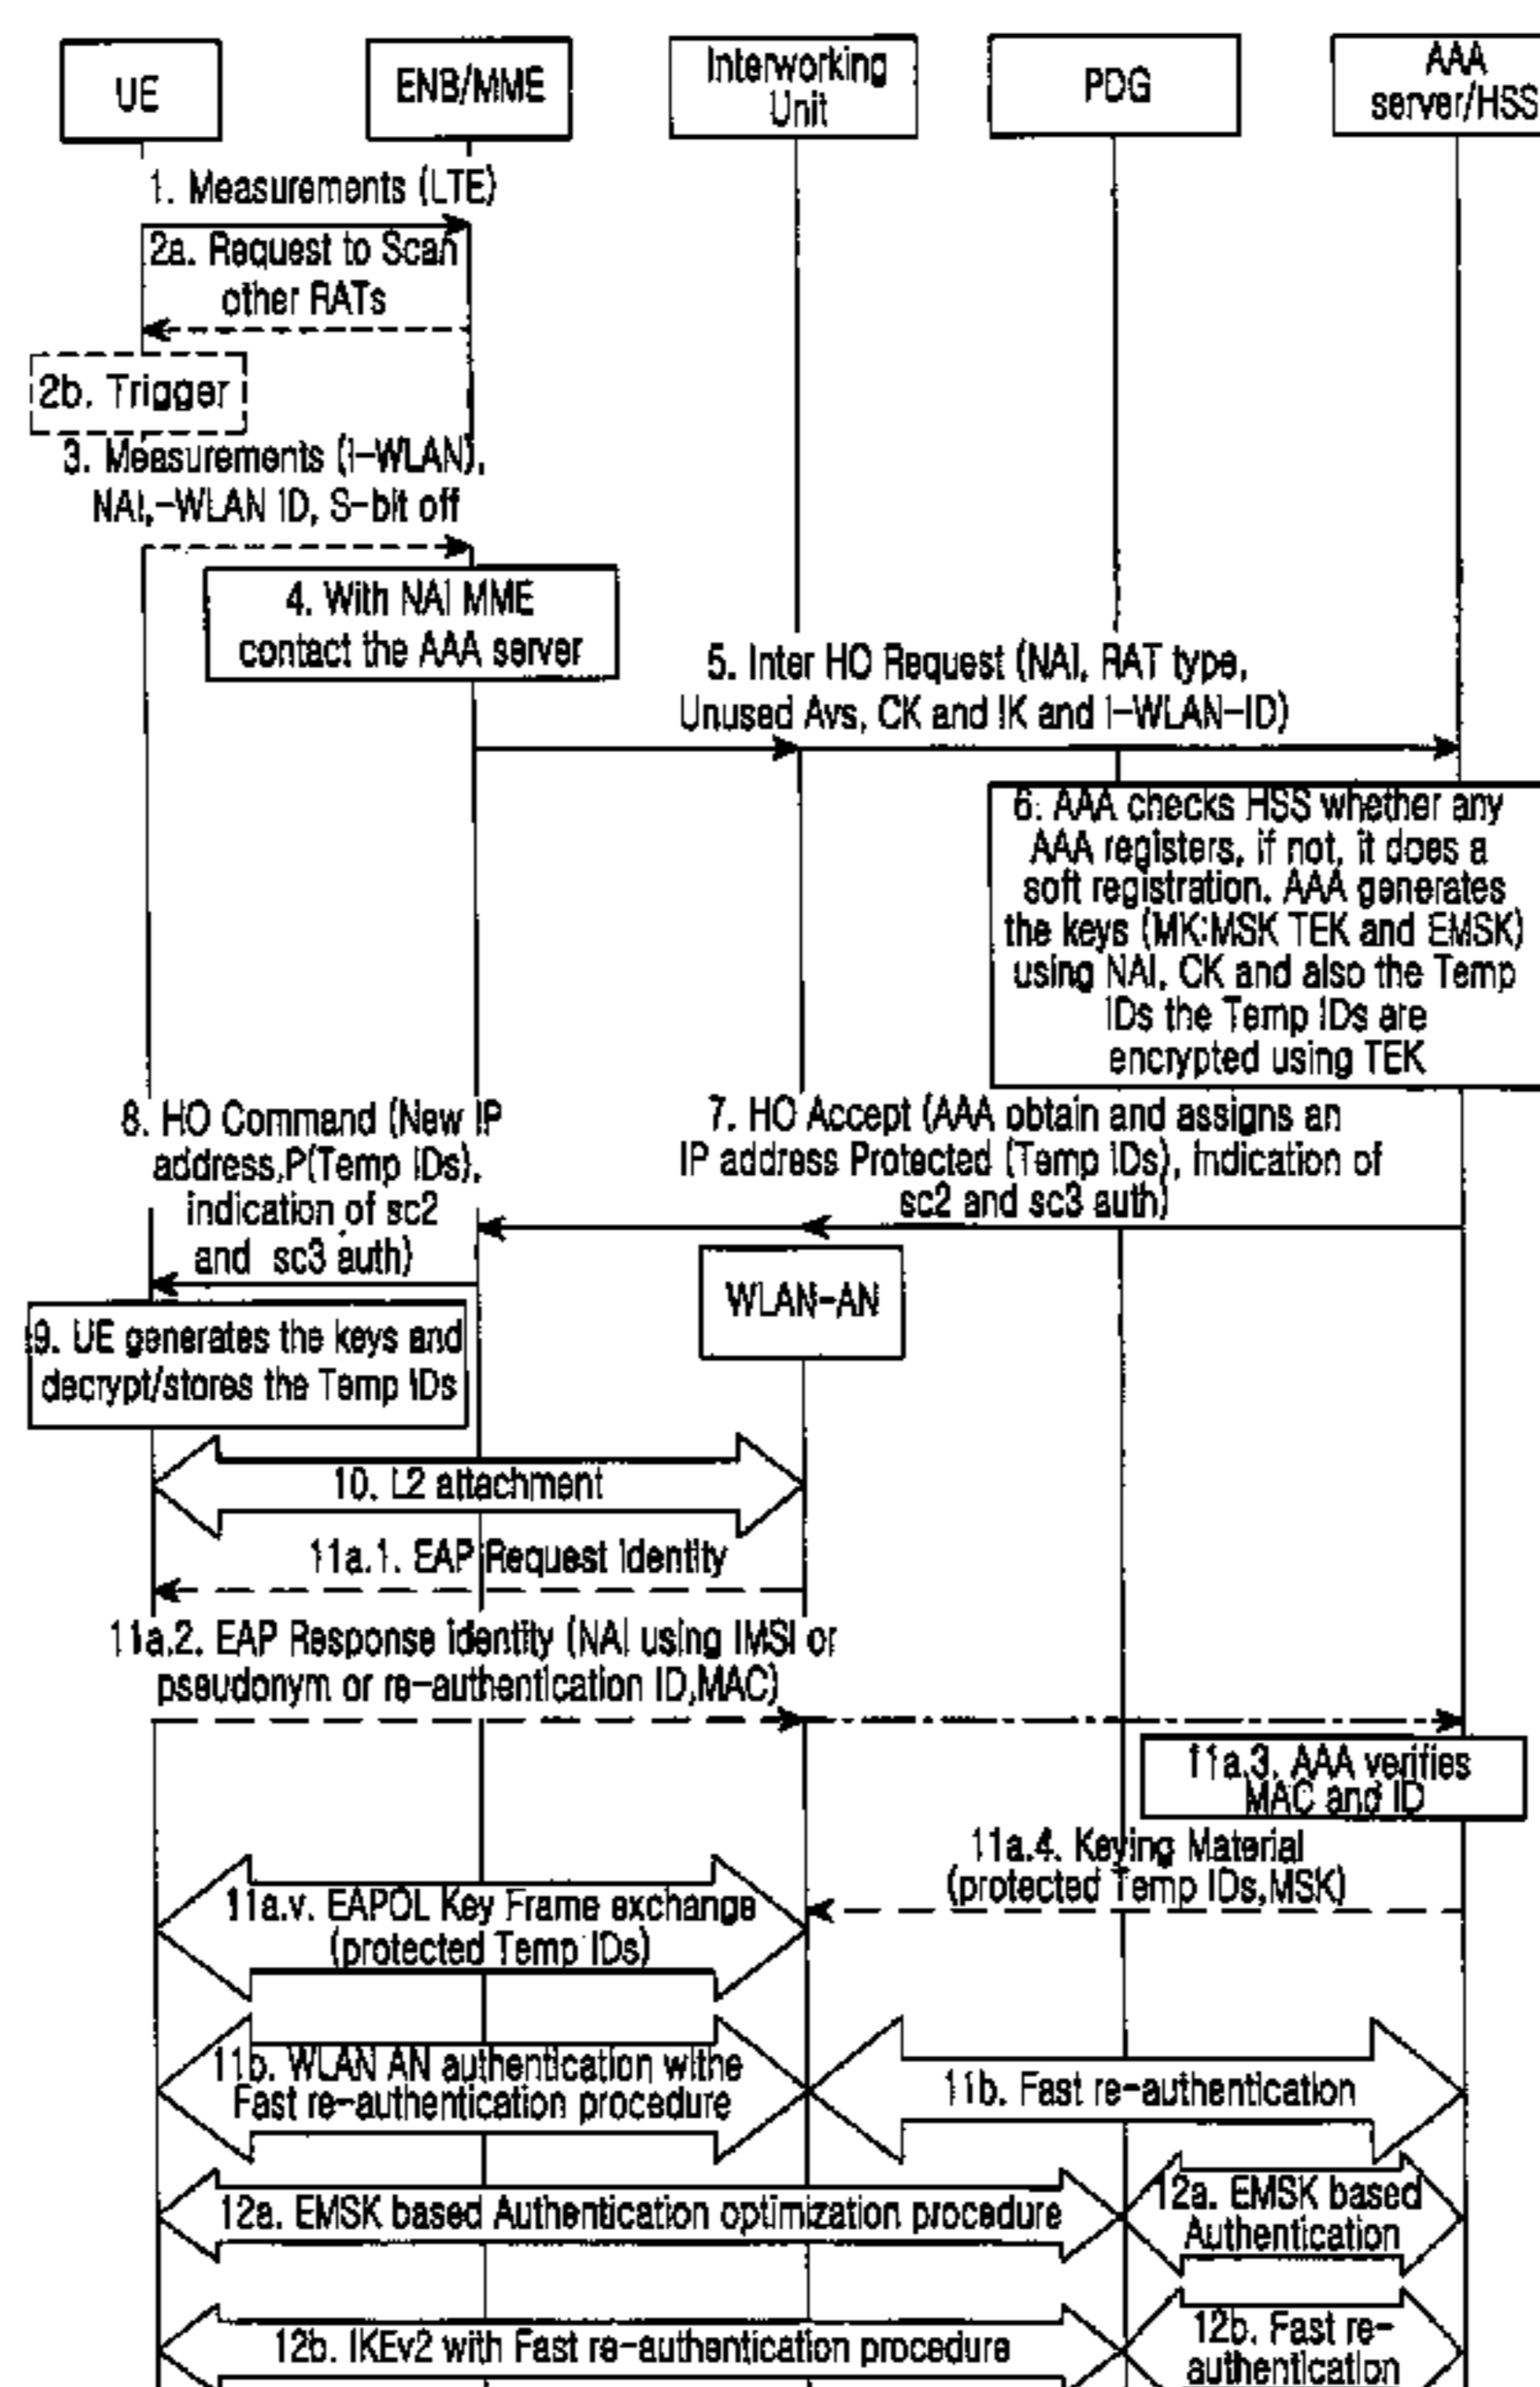 UE
ENB/MME
Interworking
Unit
PDG
AAA
server/HSS
1. Measurements (LTE)
2a. Request to Scan
other RATs
2b. Trigger
3. Measurements (I-WLAN),
NAI,-WLAN ID, S-bit off
4. With NAI MME
contact the AAA server
5. Inter HO Request (NAI, RAT type,
Unused Avs, CK and IK and I-WLAN-ID)
6. AAA checks HSS whether any
AAA registers, if not, it does a
soft registration. AAA generates
the keys (MK:MSK TEK and EMSK)
using NAI, CK and also the Temp
IDs the Temp IDs are
encrypted using TEK
7. HO Accept (AAA obtain and assigns an
IP address Protected (Temp IDs), indication of
sc2 and sc3 auth)
8. HO Command (New IP
address,P(Temp IDs),
indication of sc2
and sc3 auth)
WLAN-AN
9. UE generates the keys and
decrypt/stores the Temp IDs
10. L2 attachment
11a.1. EAP Request Identity
11a.2. EAP Response identity (NAI using IMSI or
pseudonym or re-authentication ID,MAC)
11a.3. AAA verifies
MAC and ID
11a.4. Keying Material
(protected Temp IDs,MSK)
11a.v. EAPOL Key Frame exchange
(protected Temp IDs)
11b. WLAN AN authentication withe
Fast re-authentication procedure
11b. Fast re-authentication
12a. EMSK based Authentication optimization procedure
12a. EMSK based
Authentication
12b. IKEv2 with Fast re-authentication procedure
12b. Fast re-
authentication